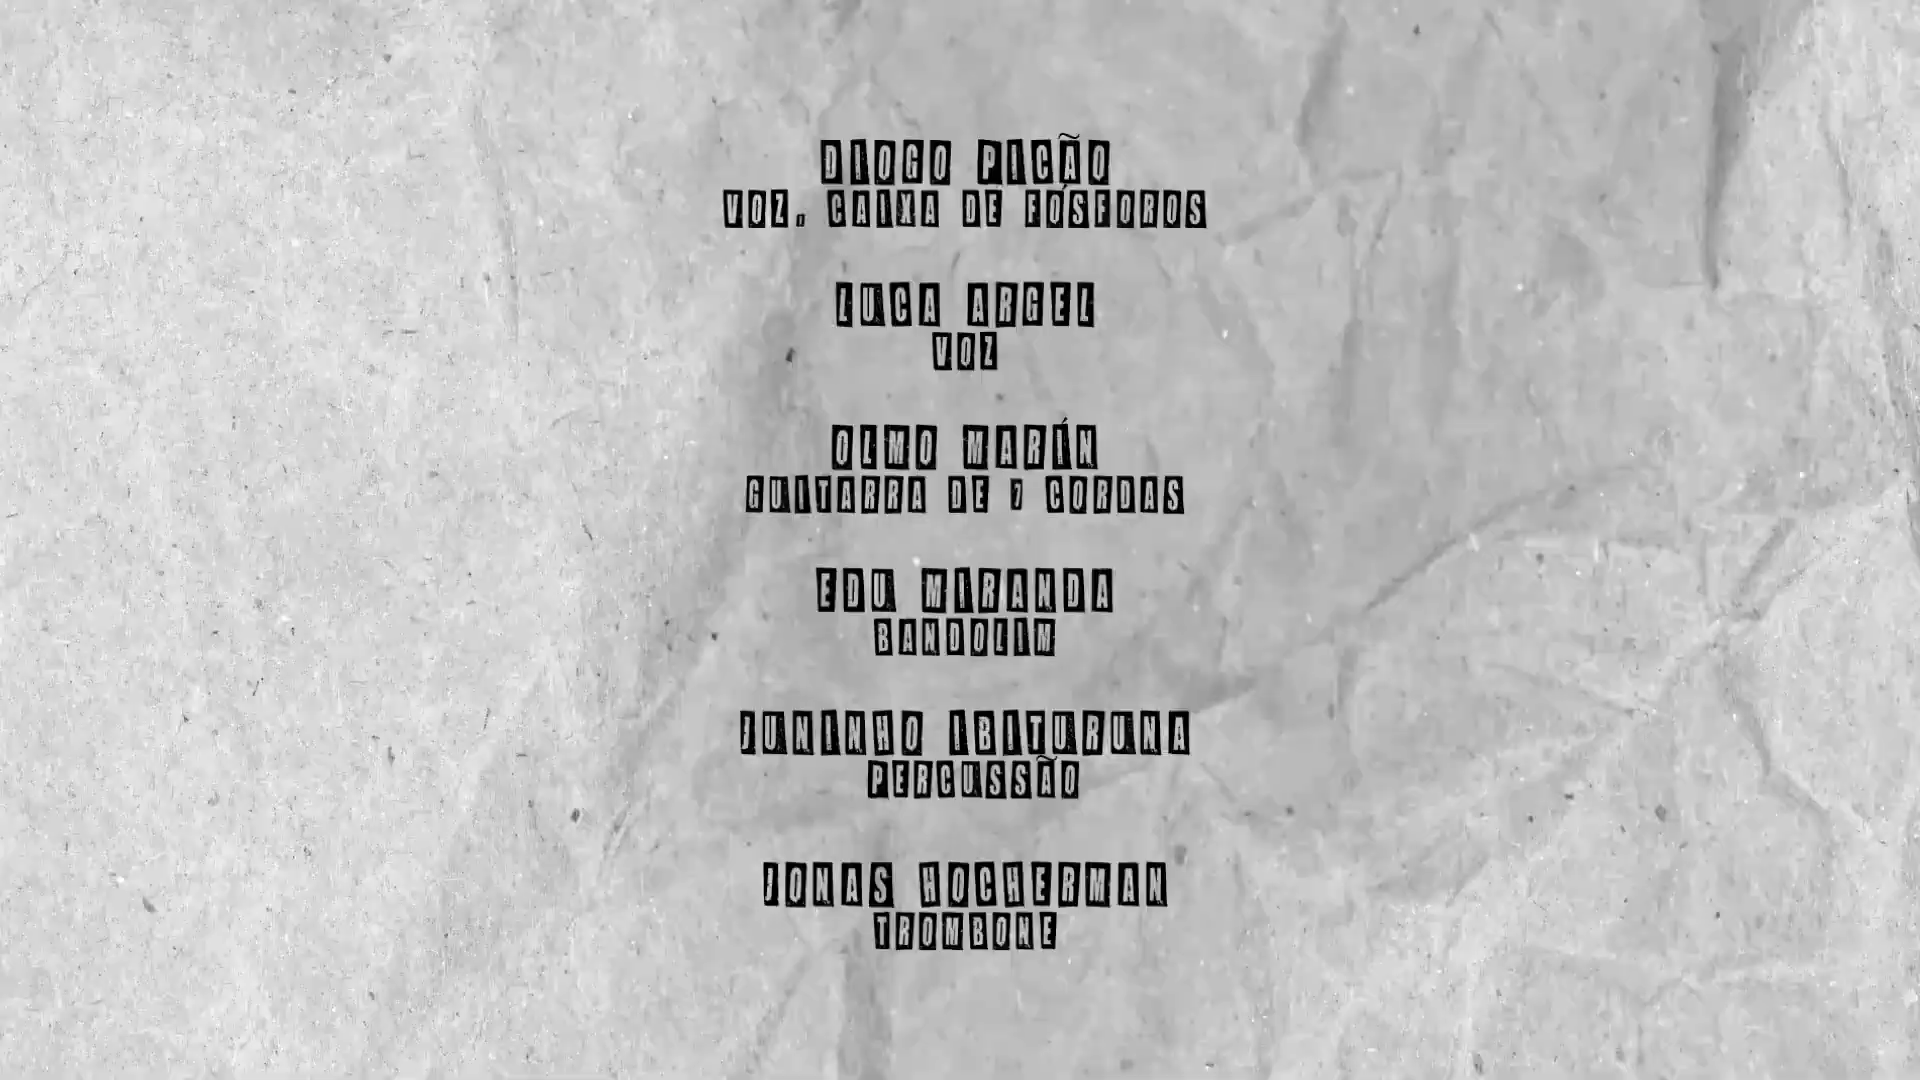 DIOGO PICÃO
VOZ, CAIXA DE FÓSFOROS
LUCA ARGEL
VOZ
OLMO MARÍN
GUITARRA DE 7 CORDAS
EDU MIRANDA
BANDOLIM
JUNINHO IBITURUNA
PERCUSSÃO
JONAS HOCHERMAN
TROMBONE